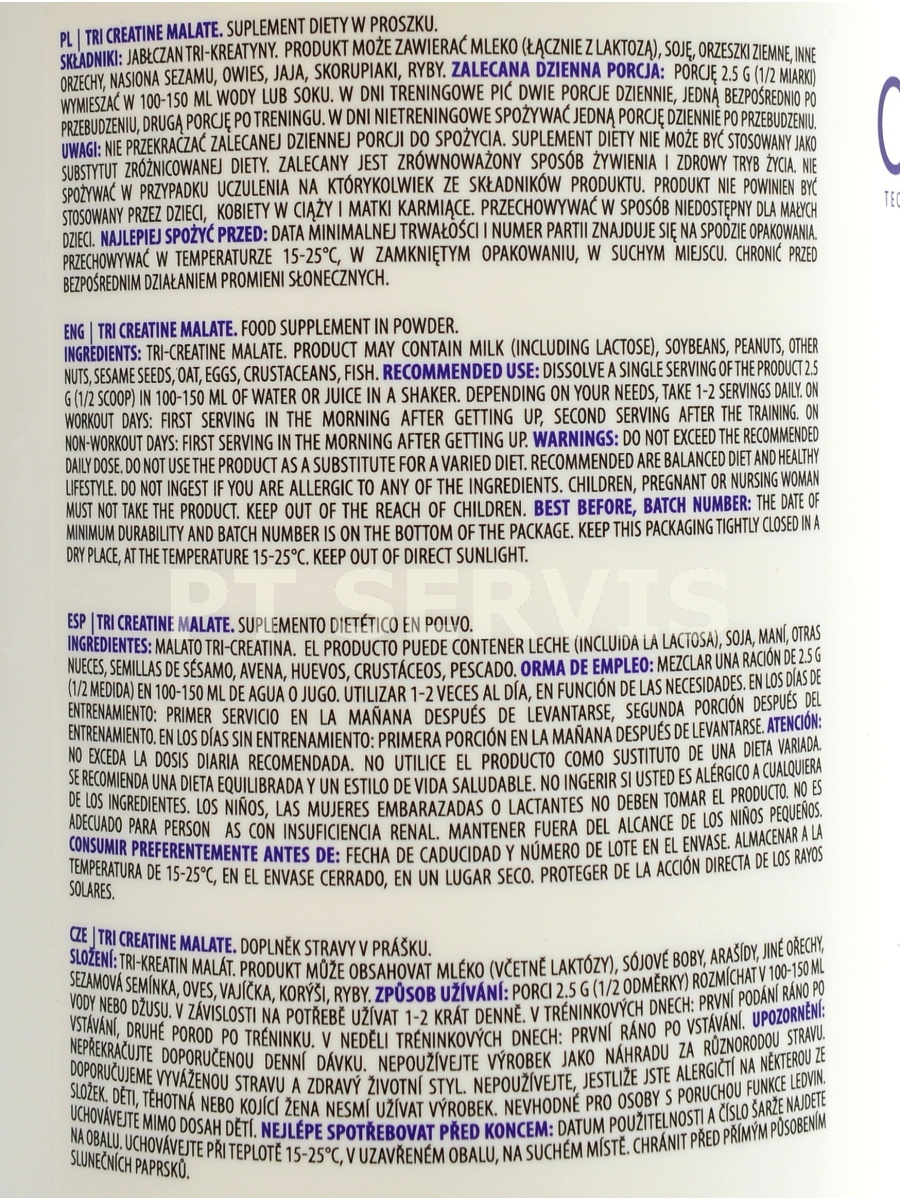 PL | TRI CREATINE MALATE. SUPLEMENT DIETY W PROSZKU.
SKŁADNIKI: JABŁCZAN TRI-KREATYNY. PRODUKT MOŻE ZAWIERAĆ MLEKO (ŁĄCZNIE Z LAKTOZĄ), SOJĘ, ORZESZKI ZIEMNE, INNE
ORZECHY, NASIONA SEZAMU, OWIES, JAJA, SKORUPIAKI, RYBY. ZALECANA DZIENNA PORCJA: PORCJĘ 2.5 G (1/2 MIARKI)
WYMIESZAĆ W 100-150 ML WODY LUB SOKU. W DNI TRENINGOWE PIĆ DWIE PORCJE DZIENNIE, JEDNĄ BEZPOŚREDNIO PO
PRZEBUDZENIU, DRUGĄ PORCJĘ PO TRENINGU. W DNI NIETRENINGOWE SPOŻYWAĆ JEDNĄ PORCJĘ DZIENNIE PO PRZEBUDZENIU.
UWAGI: NIE PRZEKRACZAĆ ZALECANEJ DZIENNEJ PORCJI DO SPOŻYCIA. SUPLEMENT DIETY NIE MOŻE BYĆ STOSOWANY JAKO
SUBSTYTUT ZRÓŻNICOWANEJ DIETY. ZALECANY JEST ZRÓWNOWAŻONY SPOSÓB ŻYWIENIA I ZDROWY TRYB ŻYCIA. NIE
SPOŻYWAĆ W PRZYPADKU UCZULENIA NA KTÓRYKOLWIEK ZE SKŁADNIKÓW PRODUKTU. PRODUKT NIE POWINIEN BYĆ
STOSOWANY PRZEZ DZIECI, KOBIETY W CIĄŻY I MATKI KARMIĄCE. PRZECHOWYWAĆ W SPOSÓB NIEDOSTĘPNY DLA MAŁYCH
DZIECI. NAJLEPIEJ SPOŻYĆ PRZED: DATA MINIMALNEJ TRWAŁOŚCI I NUMER PARTII ZNAJDUJE SIĘ NA SPODZIE OPAKOWANIA.
PRZECHOWYWAĆ W TEMPERATURZE 15-25°C, W ZAMKNIĘTYM OPAKOWANIU, W SUCHYM MIEJSCU. CHRONIĆ PRZED
BEZPOŚREDNIM DZIAŁANIEM PROMIENI SŁONECZNYCH.
ENG | TRI CREATINE MALATE. FOOD SUPPLEMENT IN POWDER.
INGREDIENTS: TRI-CREATINE MALATE. PRODUCT MAY CONTAIN MILK (INCLUDING LACTOSE), SOYBEANS, PEANUTS, OTHER
NUTS, SESAME SEEDS, OAT, EGGS, CRUSTACEANS, FISH. RECOMMENDED USE: DISSOLVE A SINGLE SERVING OF THE PRODUCT 2.5
G (1/2 SCOOP) IN 100-150 ML OF WATER OR JUICE IN A SHAKER. DEPENDING ON YOUR NEEDS, TAKE 1-2 SERVINGS DAILY. ON
WORKOUT DAYS: FIRST SERVING IN THE MORNING AFTER GETTING UP, SECOND SERVING AFTER THE TRAINING. ON
NON-WORKOUT DAYS: FIRST SERVING IN THE MORNING AFTER GETTING UP. WARNINGS: DO NOT EXCEED THE RECOMMENDED
DAILY DOSE. DO NOT USE THE PRODUCT AS A SUBSTITUTE FOR A VARIED DIET. RECOMMENDED ARE BALANCED DIET AND HEALTHY
LIFESTYLE. DO NOT INGEST IF YOU ARE ALLERGIC TO ANY OF THE INGREDIENTS. CHILDREN, PREGNANT OR NURSING WOMAN
MUST NOT TAKE THE PRODUCT. KEEP OUT OF THE REACH OF CHILDREN. BEST BEFORE, BATCH NUMBER: THE DATE OF
MINIMUM DURABILITY AND BATCH NUMBER IS ON THE BOTTOM OF THE PACKAGE. KEEP THIS PACKAGING TIGHTLY CLOSED IN A
DRY PLACE, AT THE TEMPERATURE 15-25°C. KEEP OUT OF DIRECT SUNLIGHT.
PT SERVIS
ESP | TRI CREATINE MALATE. SUPLEMENTO DIETÉTICO EN POLVO.
INGREDIENTES: MALATO TRI-CREATINA. EL PRODUCTO PUEDE CONTENER LECHE (INCLUIDA LA LACTOSA), SOJA, MANÍ, OTRAS
NUECES, SEMILLAS DE SÉSAMO, AVENA, HUEVOS, CRUSTÁCEOS, PESCADO. ORMA DE EMPLEO: MEZCLAR UNA RACIÓN DE 2.5 G
(1/2 MEDIDA) EN 100-150 ML DE AGUA O JUGO. UTILIZAR 1-2 VECES AL DÍA, EN FUNCIÓN DE LAS NECESIDADES. EN LOS DÍAS DE
ENTRENAMIENTO: PRIMER SERVICIO EN LA MAÑANA DESPUÉS DE LEVANTARSE, SEGUNDA PORCIÓN DESPUÉS DEL
ENTRENAMIENTO. EN LOS DÍAS SIN ENTRENAMIENTO: PRIMERA PORCIÓN EN LA MAÑANA DESPUÉS DE LEVANTARSE. ATENCIÓN:
NO EXCEDA LA DOSIS DIARIA RECOMENDADA. NO UTILICE EL PRODUCTO COMO SUSTITUTO DE UNA DIETA VARIADA.
SE RECOMIENDA UNA DIETA EQUILIBRADA Y UN ESTILO DE VIDA SALUDABLE. NO INGERIR SI USTED ES ALÉRGICO A CUALQUIERA
DE LOS INGREDIENTES. LOS NIÑOS, LAS MUJERES EMBARAZADAS O LACTANTES NO DEBEN TOMAR EL PRODUCTO. NO ES
ADECUADO PARA PERSON AS CON INSUFICIENCIA RENAL. MANTENER FUERA DEL ALCANCE DE LOS NIÑOS PEQUEÑOS.
CONSUMIR PREFERENTEMENTE ANTES DE: FECHA DE CADUCIDAD Y NÚMERO DE LOTE EN EL ENVASE. ALMACENAR A LA
TEMPERATURA DE 15-25°C, EN EL ENVASE CERRADO, EN UN LUGAR SECO. PROTEGER DE LA ACCIÓN DIRECTA DE LOS RAYOS
SOLARES.
CZE | TRI CREATINE MALATE. DOPLNĚK STRAVY V PRÁŠKU.
SLOŽENÍ: TRI-KREATIN MALÁT. PRODUKT MŮŽE OBSAHOVAT MLÉKO (VČETNĚ LAKTÓZY), SÓJOVÉ BOBY, ARAŠÍDY, JINÉ OŘECHY,
SEZAMOVÁ SEMÍNKA, OVES, VAJÍČKA, KORÝŠI, RYBY. ZPŮSOB UŽÍVÁNÍ: PORCI 2.5 G (1/2 ODMĚRKY) ROZMÍCHAT V 100-150 ML
VODY NEBO DŽUSU. V ZÁVISLOSTI NA POTŘEBĚ UŽÍVAT 1-2 KRÁT DENNĚ. V TRÉNINKOVÝCH DNECH: PRVNÍ PODÁNÍ RÁNO PO
VSTÁVÁNÍ, DRUHÉ POROD PO TRÉNINKU. V NEDĚLI TRÉNINKOVÝCH DNECH: PRVNÍ RÁNO PO VSTÁVÁNÍ. UPOZORNĚNÍ:
NEPŘEKRAČUJTE DOPORUČENOU DENNÍ DÁVKU. NEPOUŽÍVEJTE VÝROBEK JAKO NÁHRADU ZA RŮZNORODOU STRAVU.
DOPORUČUJEME VYVÁŽENOU STRAVU A ZDRAVÝ ŽIVOTNÍ STYL. NEPOUŽÍVEJTE, JESTLIŽE JSTE ALERGIČTÍ NA NĚKTEROU ZE
SLOŽEK. DĚTI, TĚHOTNÁ NEBO KOJÍCÍ ŽENA NESMÍ UŽÍVAT VÝROBEK. NEVHODNÉ PRO OSOBY S PORUCHOU FUNKCE LEDVIN.
UCHOVÁVEJTE MIMO DOSAH DĚTÍ. NEJLÉPE SPOTŘEBOVAT PŘED KONCEM: DATUM POUŽITELNOSTI A ČÍSLO ŠARŽE NAJDETE
NA OBALU. UCHOVÁVEJTE PŘI TEPLOTĚ 15-25°C, V UZAVŘENÉM OBALU, NA SUCHÉM MÍSTĚ. CHRÁNIT PŘED PŘÍMÝM PŮSOBENÍM
SLUNEČNÍCH PAPRSKŮ.